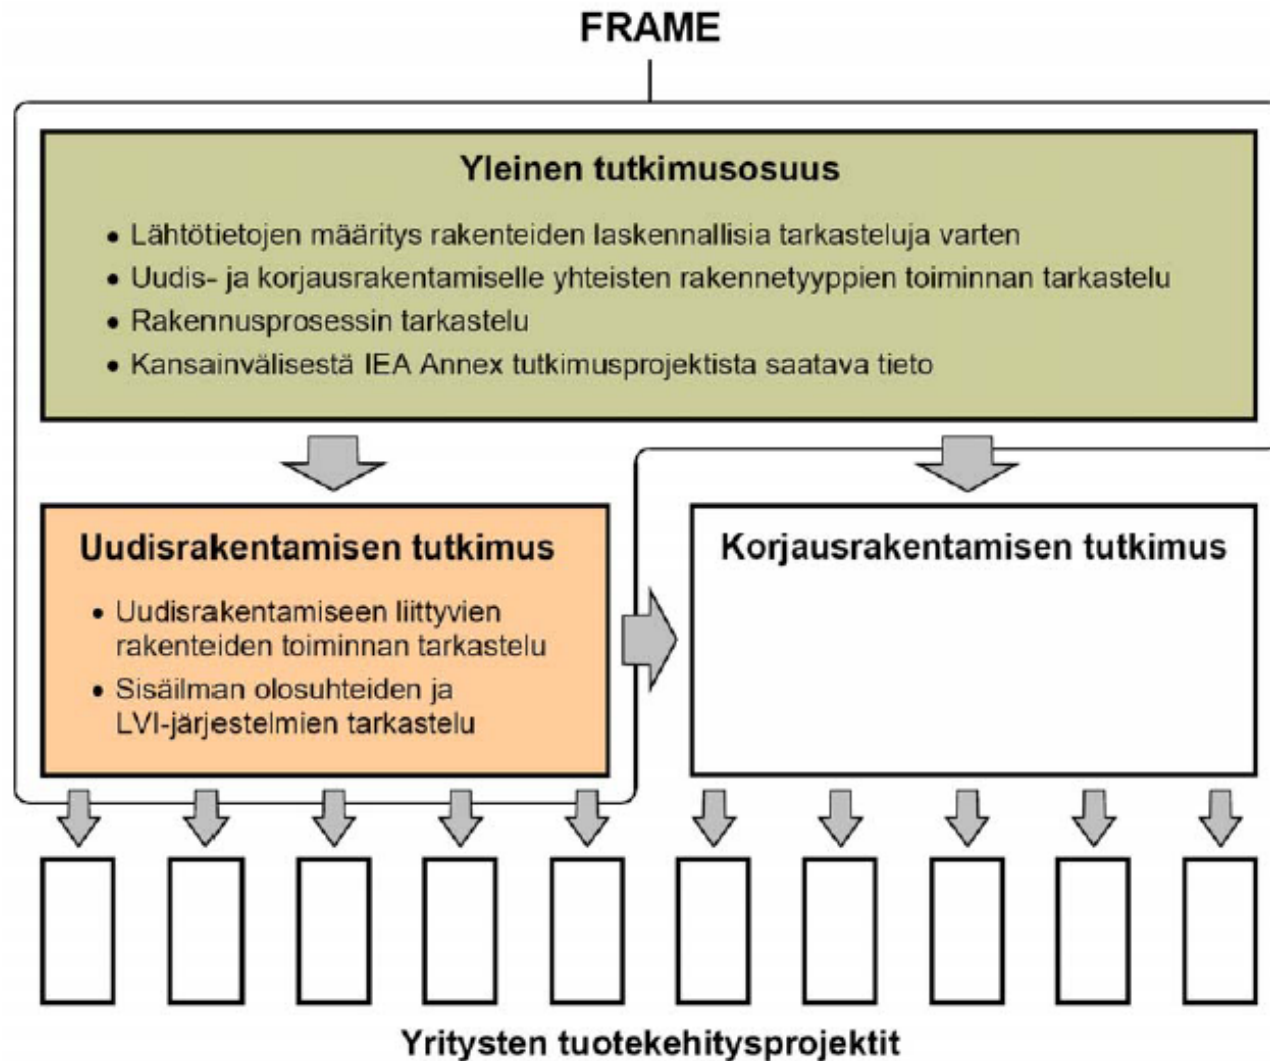 FRAME
Yleinen tutkimusosuus
• Lähtötietojen määritys rakenteiden laskennallisia tarkasteluja varten
• Uudis- ja korjausrakentamiselle yhteisten rakennetyyppien toiminnan tarkastelu
• Rakennusprosessin tarkastelu
• Kansainvälisestä IEA Annex tutkimusprojektista saatava tieto
Uudisrakentamisen tutkimus
• Uudisrakentamiseen liittyvien
rakenteiden toiminnan tarkastelu
• Sisäilman olosuhteiden ja
LVI-järjestelmien tarkastelu
Korjausrakentamisen tutkimus
Yritysten tuotekehitysprojektit